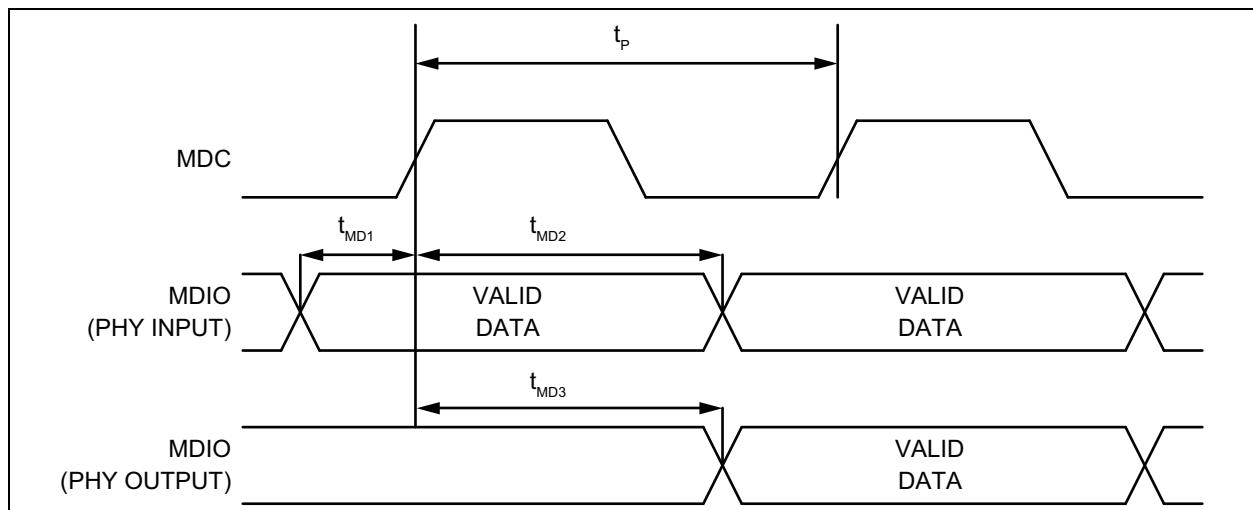 tP
MDC
tMD1
tMD2
MDIO
(PHY INPUT)
VALID
DATA
VALID
DATA
tMD3
MDIO
(PHY OUTPUT)
VALID
DATA